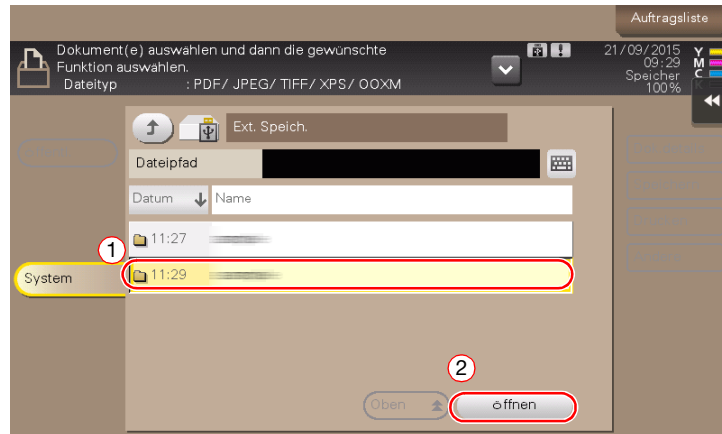 Auftragsliste
Dokument(e) auswählen und dann die gewünschte
Funktion auswählen.
Dateityp : PDF/ JPEG/ TIFF/ XPS/ OOXML
21/09/2015
09:29
Speicher
100%
Y
M
C
K
Ext. Speich.
Dateipfad
Datum Name
1
11:27
System
11:29
2
Oben
öffnen